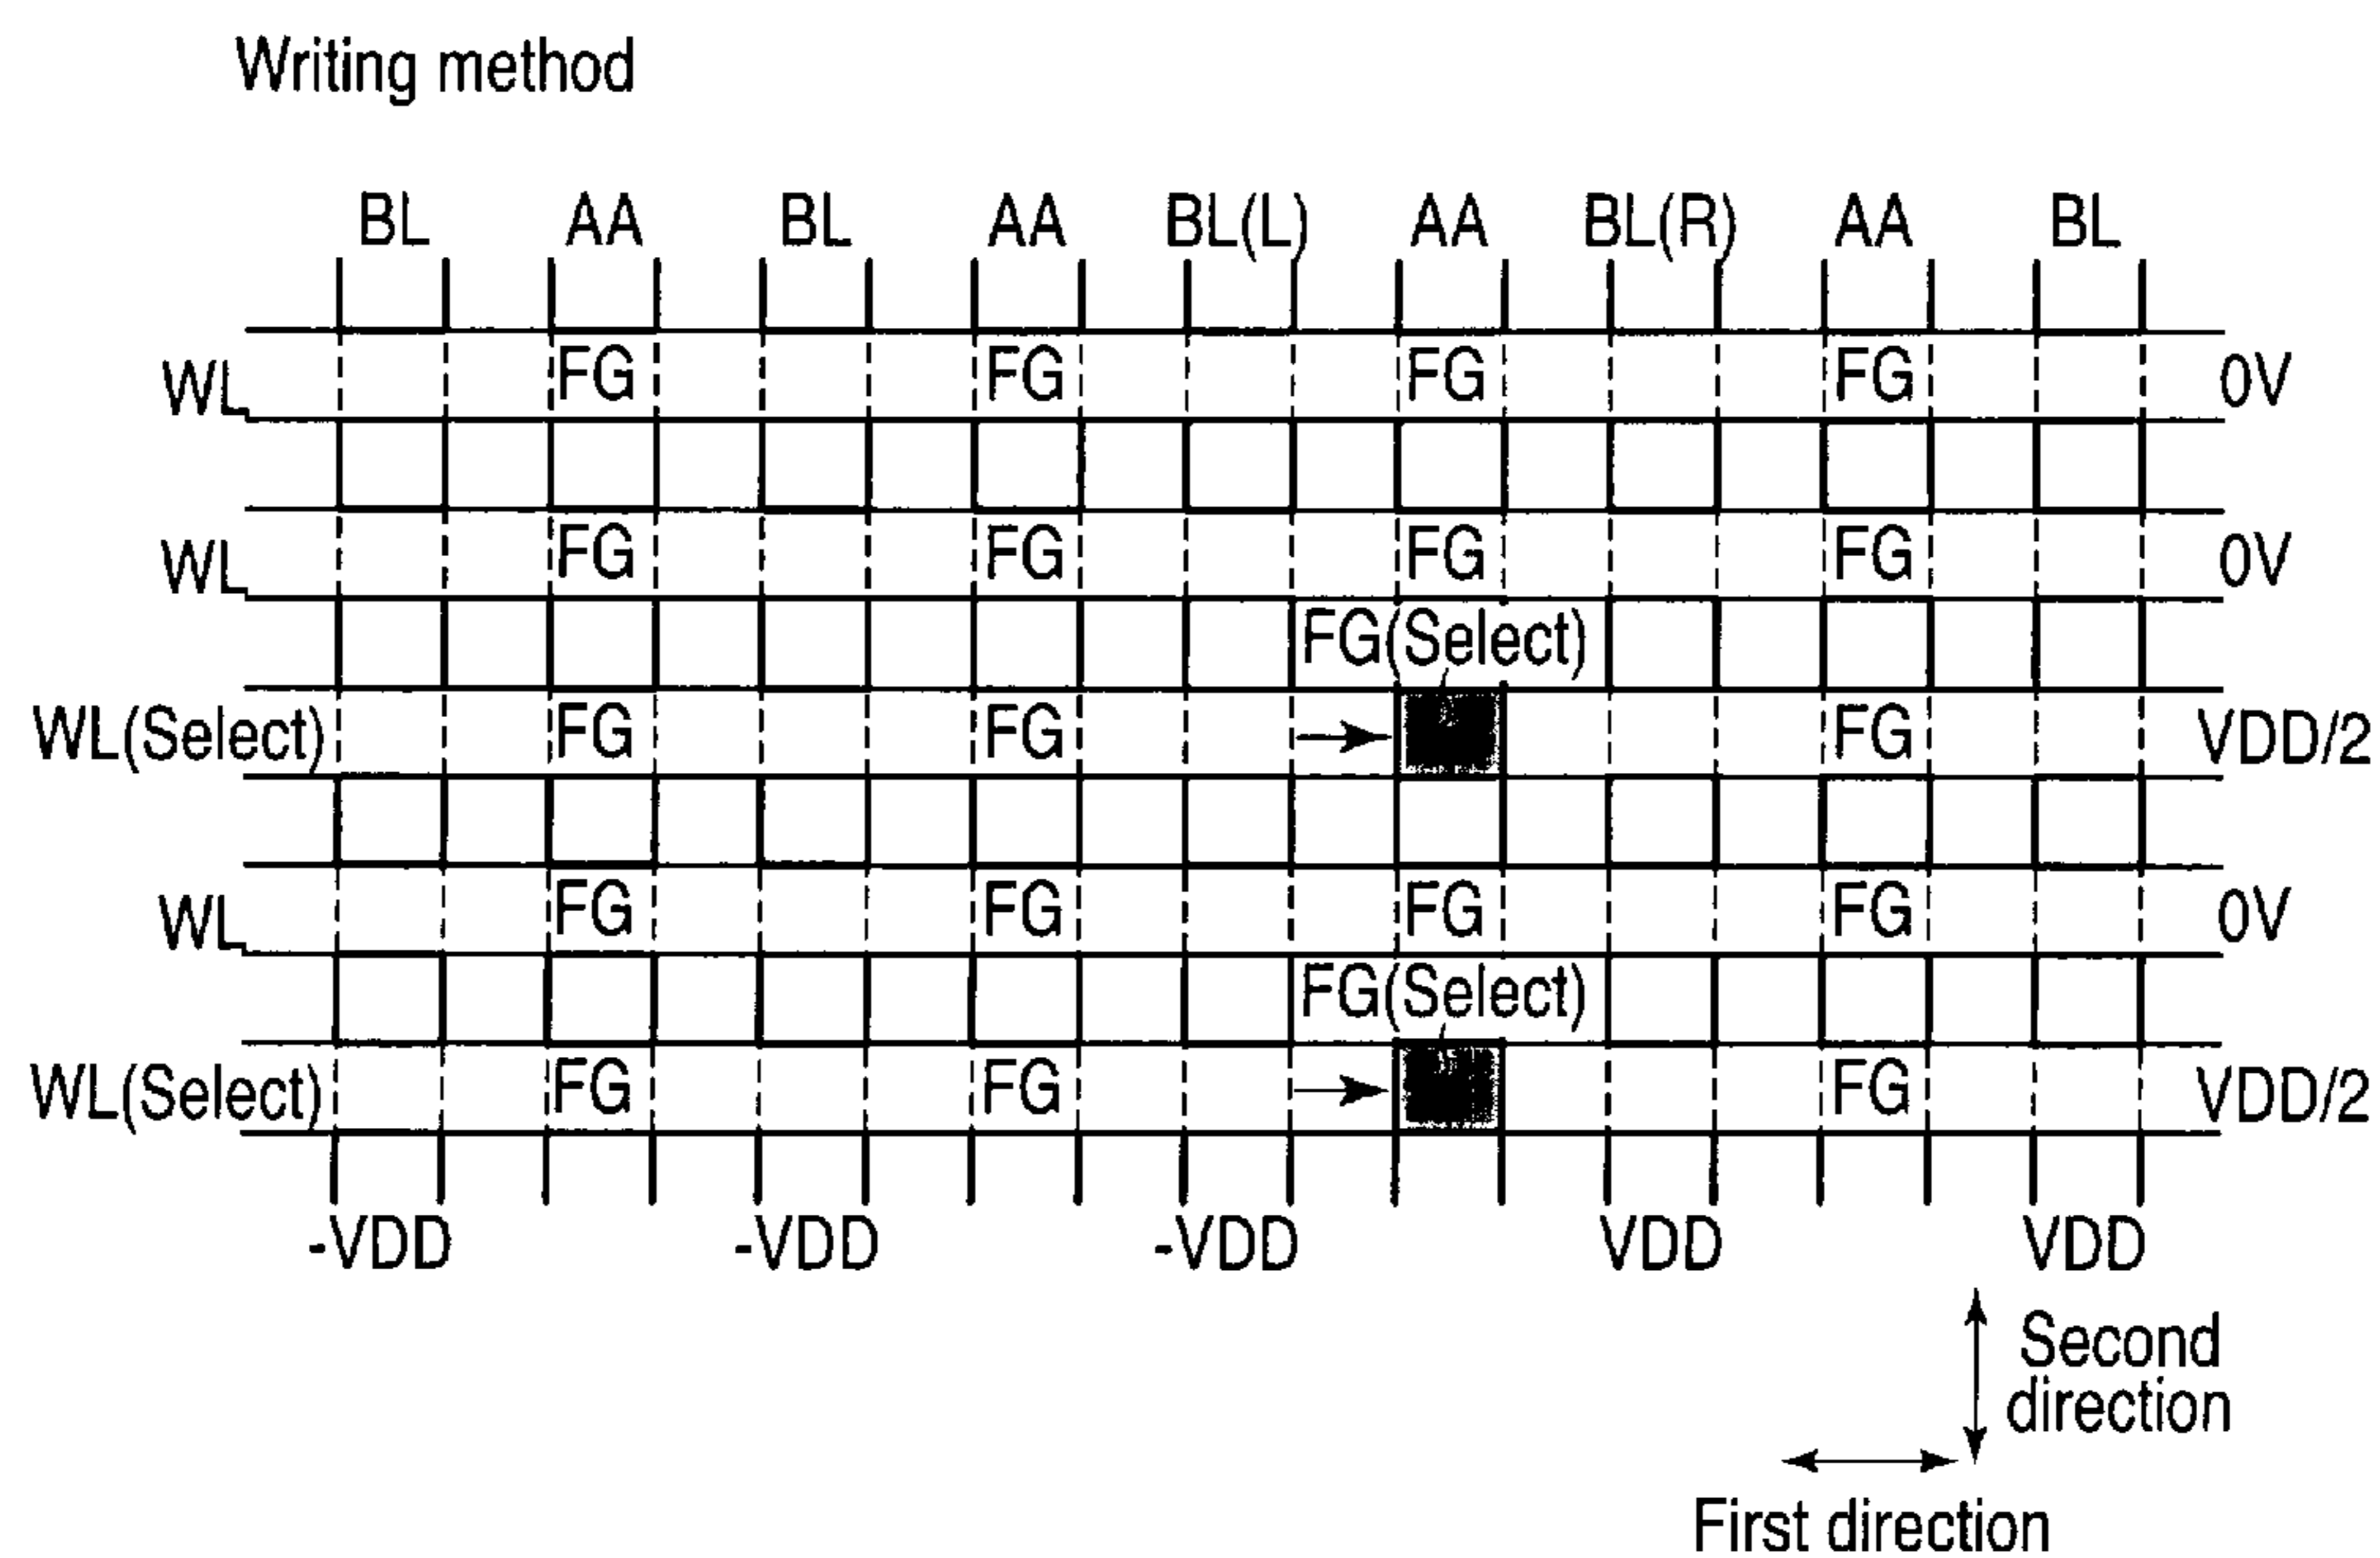 Writing method
BL AA BL AA BL(L) AA BL(R) AA BL
WL FG FG FG FG 0V
WL FG FG FG FG 0V
FG(Select)
WL(Select) FG FG FG VDD/2
WL FG FG FG FG 0V
FG(Select)
WL(Select) FG FG FG VDD/2
-VDD -VDD -VDD VDD VDD
Second
direction
First direction